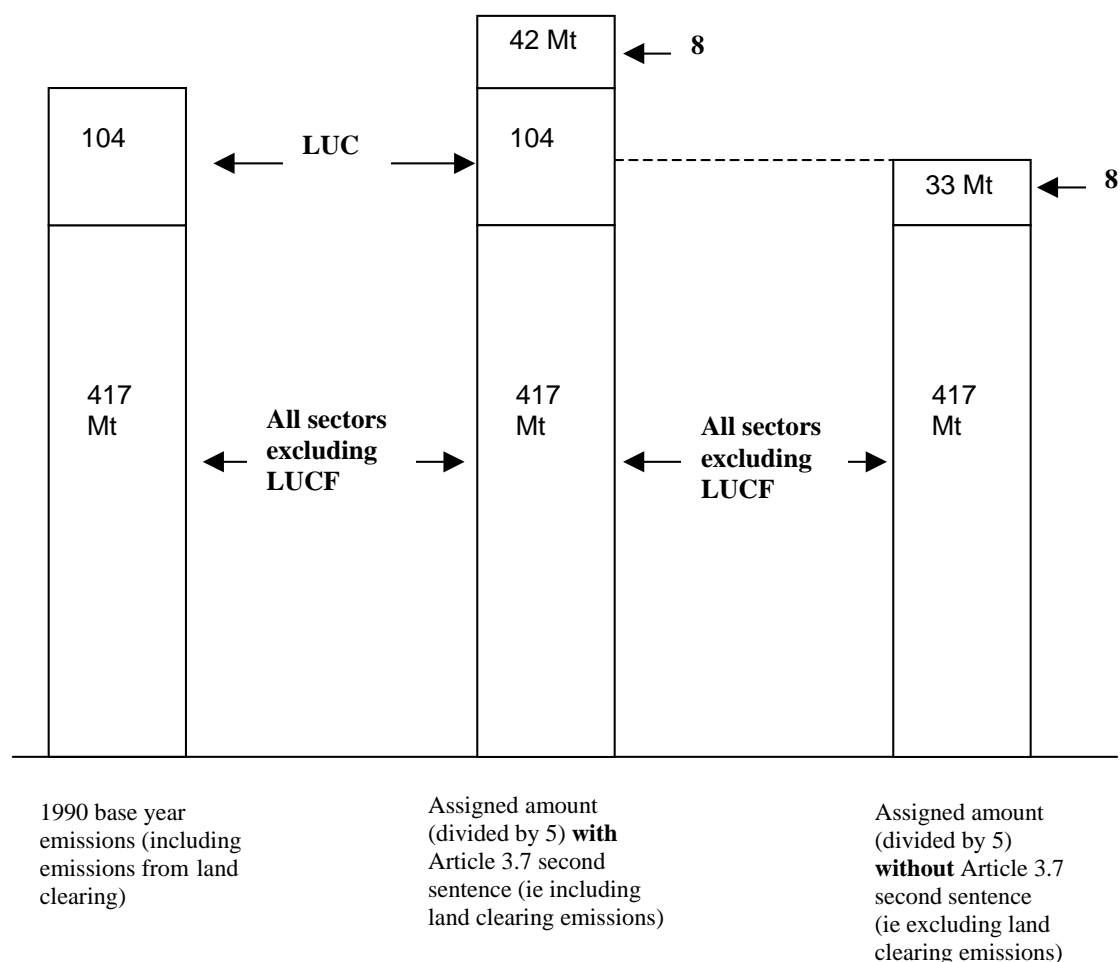 42 Mt
8
104
LUC
104
33 Mt
8
417
Mt
All sectors
excluding
LUCF
417
Mt
All sectors
excluding
LUCF
417
Mt
1990 base year
emissions (including
emissions from land
clearing)
Assigned amount
(divided by 5) with
Article 3.7 second
sentence (ie including
land clearing emissions)
Assigned amount
(divided by 5)
without Article 3.7
second sentence
(ie excluding land
clearing emissions)